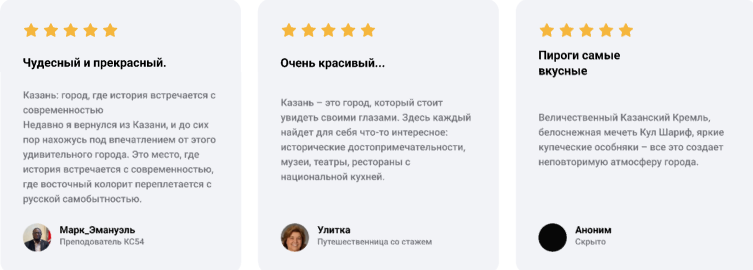 Чудесный и прекрасный.
Казань: город, где история встречается с
современностью
Недавно я вернулся из Казани, и до сих
пор нахожусь под впечатлением от этого
удивительного города. Это место, где
история встречается с современностью,
где восточный колорит переплетается с
русской самобытностью.
Марк_Эмануэль
Преподователь КС54
Очень красивый...
Казань – это город, который стоит
увидеть своими глазами. Здесь каждый
найдет для себя что-то интересное:
исторические достопримечательности,
музеи, театры, рестораны с
национальной кухней.
Улитка
Путешественница со стажем
Пироги самые
вкусные
Величественный Казанский Кремль,
белоснежная мечеть Кул Шариф, яркие
купеческие особняки – все это создает
неповторимую атмосферу города.
Аноним
Скрыто